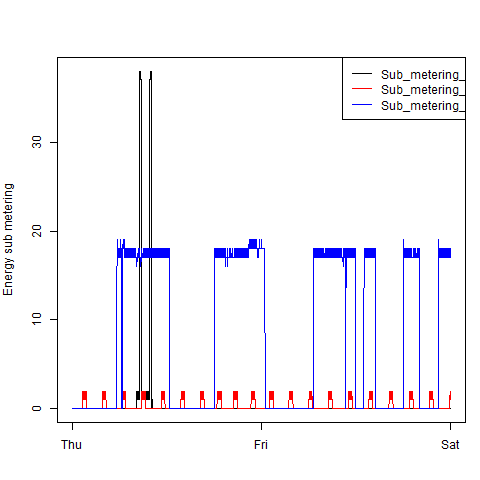 Sub_metering_
Sub_metering_
Sub_metering_
Energy sub metering
0
10
20
30
Thu
Fri
Sat